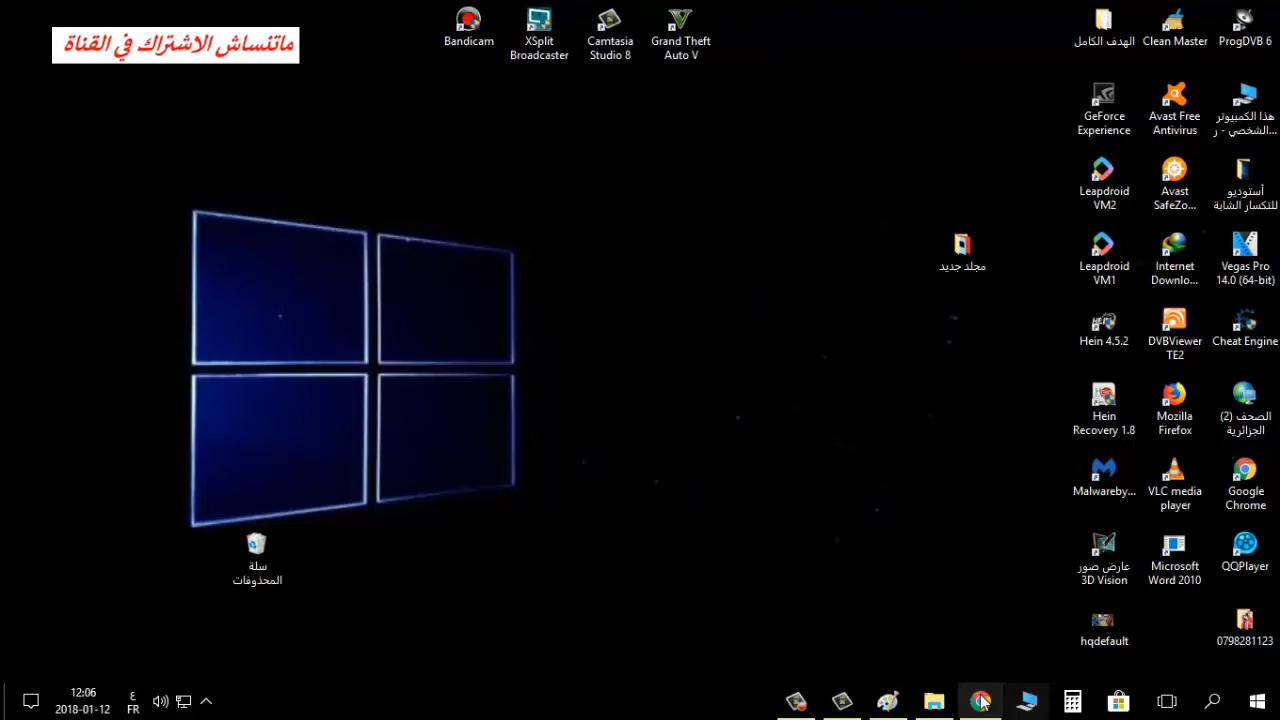 ماتنساش الاشتراك في القناة
Bandicam
XSplit
Broadcaster
Camtasia
Studio 8
Grand Theft
Auto V
الهدف الكامل
Clean Master
ProgDVB 6
GeForce
Experience
Avast Free
Antivirus
هذا الكمبيوتر
الشخصي - ر...
Leapdroid
VM2
Avast
SafeZo...
أستوديو
للتكسار الشابة
مجلد جديد
Leapdroid
VM1
Internet
Downlo...
Vegas Pro
14.0 (64-bit)
Hein 4.5.2
DVBViewer
TE2
Cheat Engine
Hein
Recovery 1.8
Mozilla
Firefox
الصحف (2)
الجزائرية
Malwareby...
VLC media
player
Google
Chrome
سلة
المحذوفات
عارض صور
3D Vision
Microsoft
Word 2010
QQPlayer
hqdefault
0798281123
12:06
2018-01-12
ع
FR